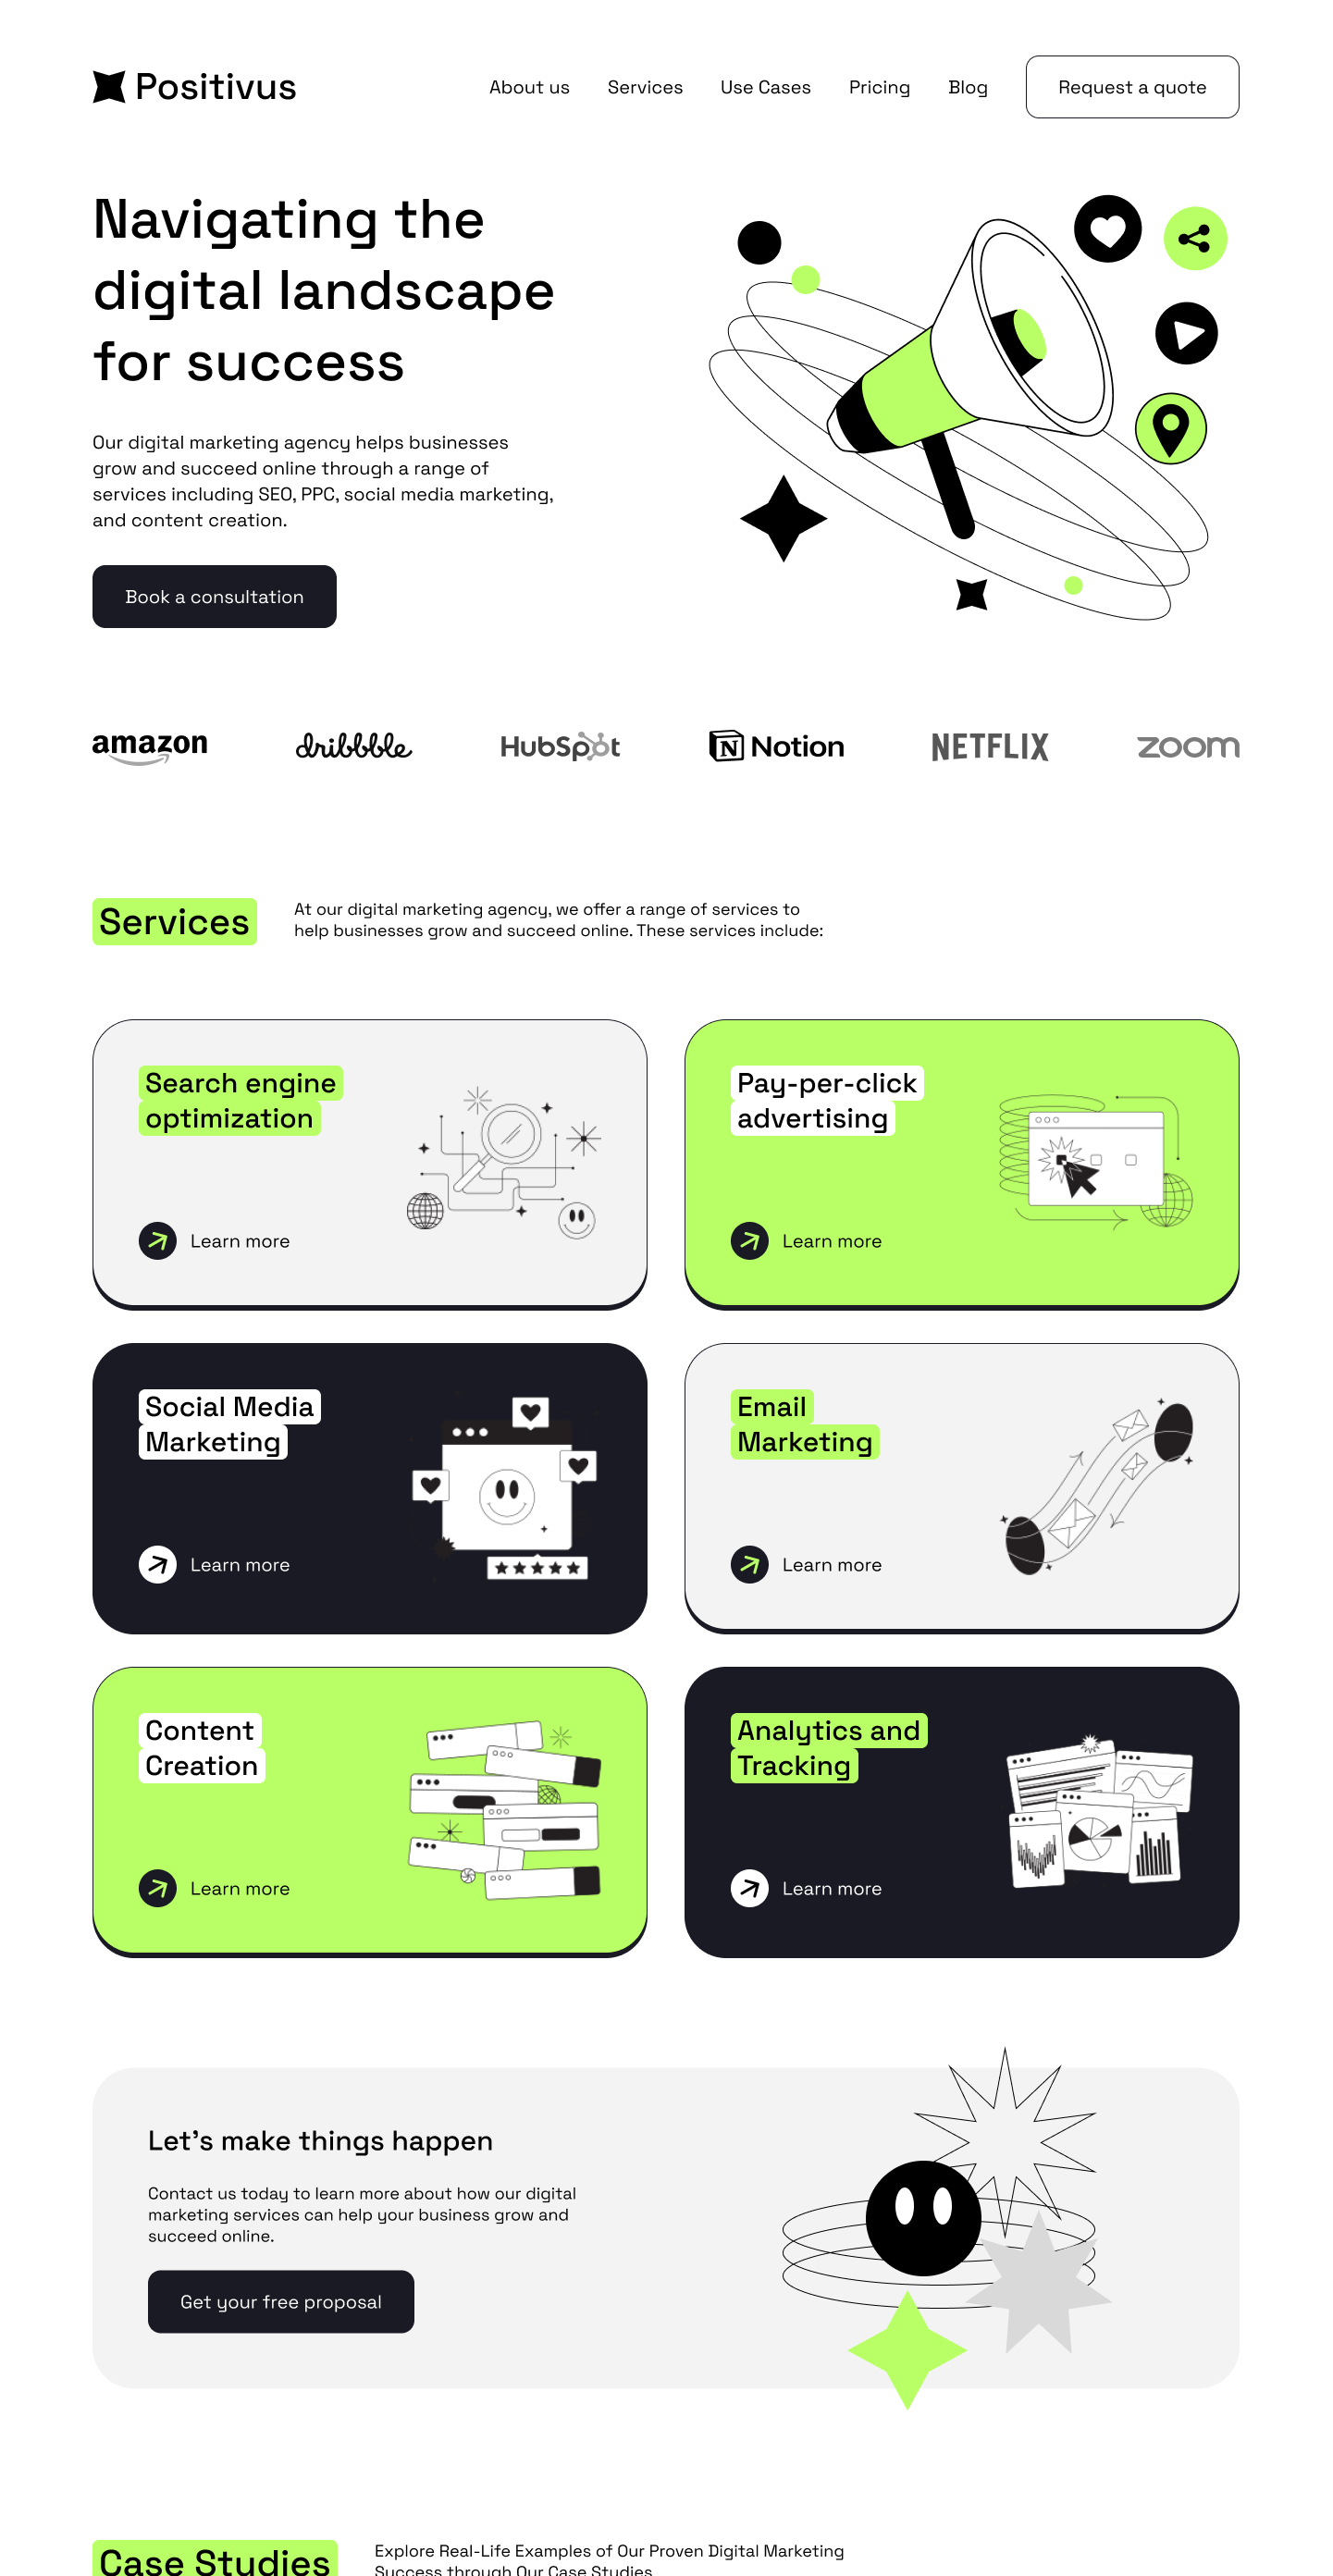 Positivus
About us
Services
Use Cases
Pricing
Blog
Request a quote
Navigating the
digital landscape
for success
Our digital marketing agency helps businesses
grow and succeed online through a range of
services including SEO, PPC, social media marketing,
and content creation.
Book a consultation
amazon
dribbble
HubSpot
Notion
NETFLIX
zoom
Services
At our digital marketing agency, we offer a range of services to
help businesses grow and succeed online. These services include:
Search engine
optimization
Learn more
Pay-per-click
advertising
Learn more
Social Media
Marketing
Learn more
Email
Marketing
Learn more
Content
Creation
Learn more
Analytics and
Tracking
Learn more
Let’s make things happen
Contact us today to learn more about how our digital
marketing services can help your business grow and
succeed online.
Get your free proposal
Case Studies
Explore Real-Life Examples of Our Proven Digital Marketing
Success through Our Case Studies